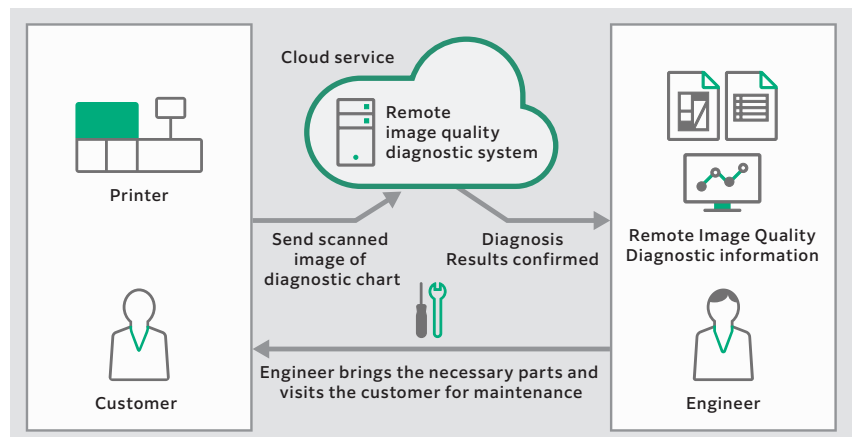 Cloud service
Remote
image quality
diagnostic system
Printer
Send scanned
image of
diagnostic chart
Diagnosis
Results confirmed
Remote Image Quality
Diagnostic information
Engineer brings the necessary parts and
visits the customer for maintenance
Customer
Engineer